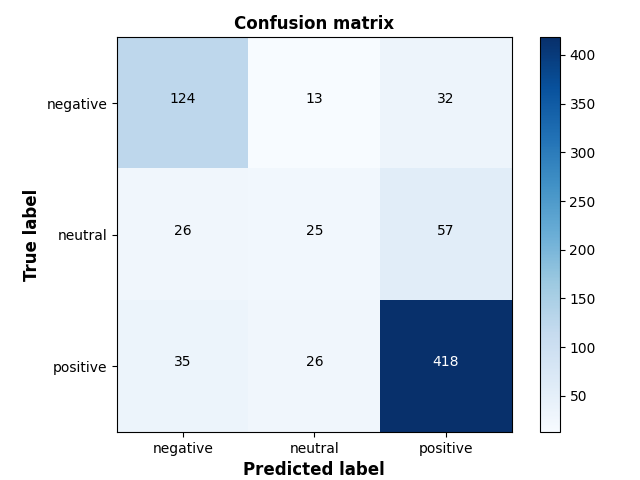 Confusion matrix
negative 124 13 32
neutral 26 25 57
positive 35 26 418
negative neutral positive
Predicted label
True label
400
350
300
250
200
150
100
50